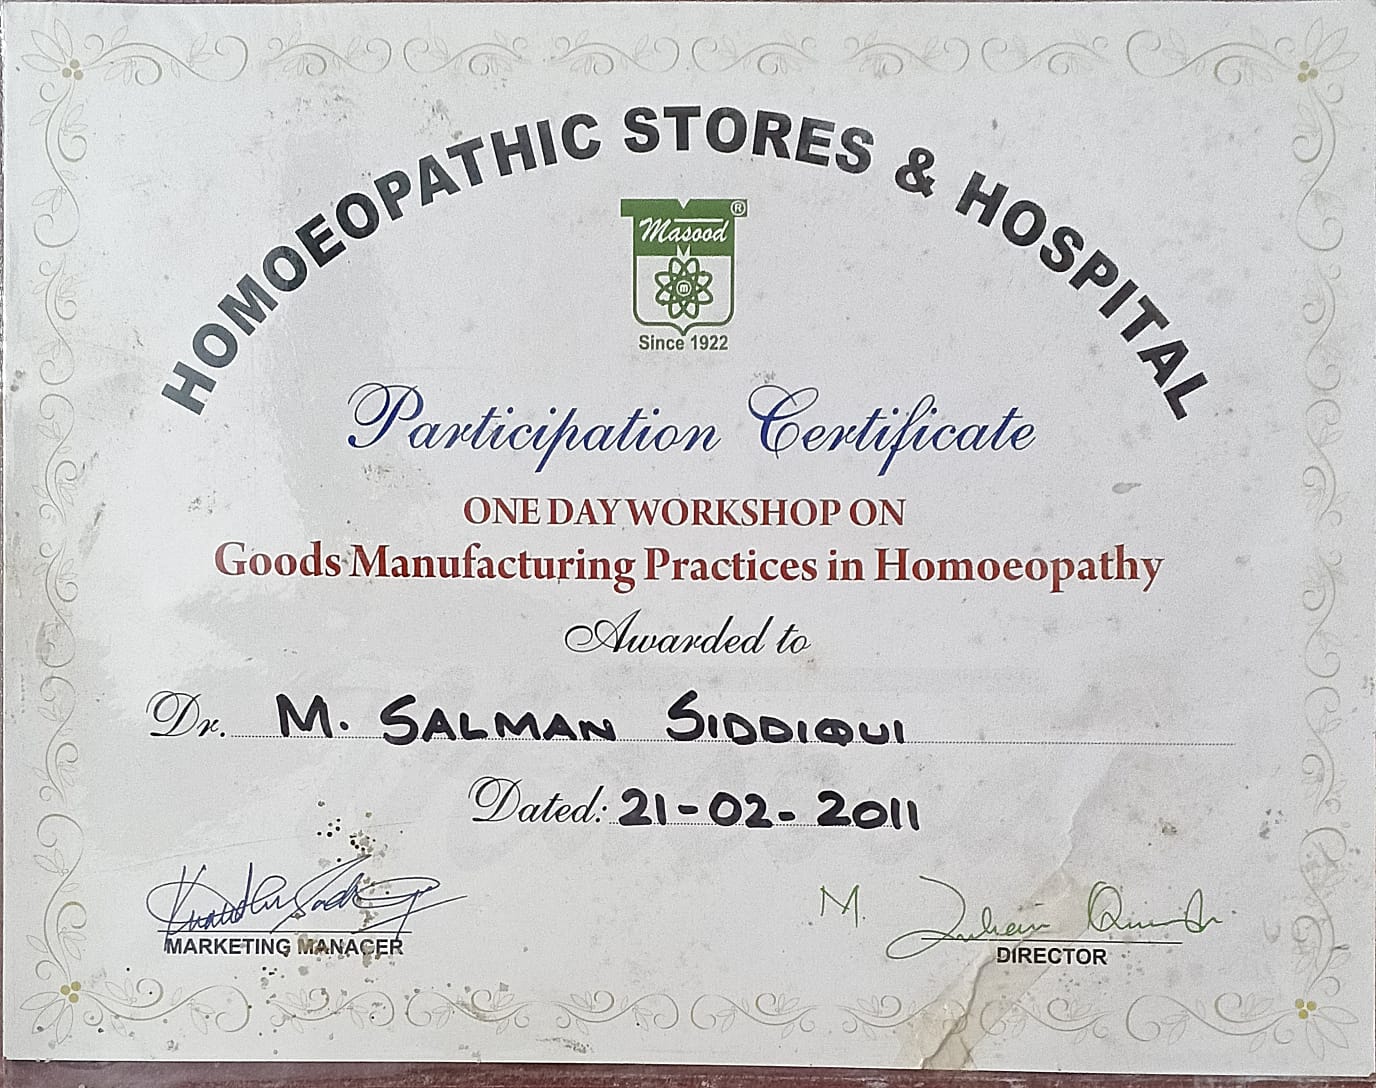 HOMOEOPATHIC STORES & HOSPITAL
Masood ®
m
Since 1922
Participation Certificate
ONE DAY WORKSHOP ON
Goods Manufacturing Practices in Homoeopathy
Awarded to
Dr. M. SALMAN SIDDIQUI
Dated: 21-02-2011
M.
MARKETING MANAGER
DIRECTOR